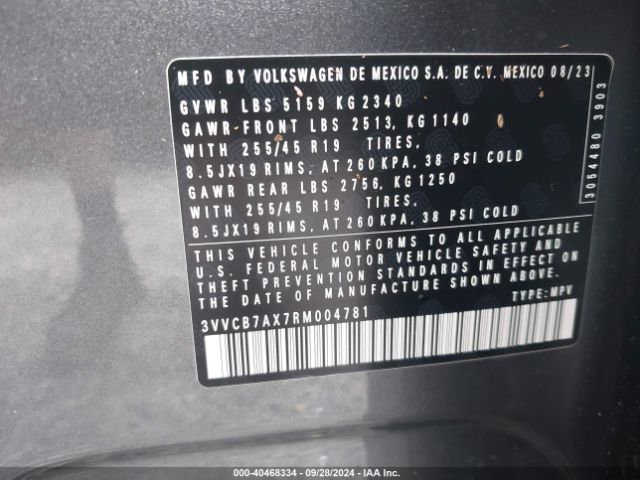 MFD BY VOLKSWAGEN DE MEXICO S.A. DE C.V. MEXICO 08/23
GVWR LBS 5159 KG 2340
GAWR-FRONT LBS 2513, KG 1140
WITH 255/45 R19 TIRES,
8.5JX19 RIMS, AT 260 KPA, 38 PSI COLD
GAWR REAR LBS 2756, KG 1250
WITH 255/45 R19 TIRES,
8.5JX19 RIMS, AT 260 KPA, 38 PSI COLD
THIS VEHICLE CONFORMS TO ALL APPLICABLE
U.S. FEDERAL MOTOR VEHICLE SAFETY AND
THEFT PREVENTION STANDARDS IN EFFECT ON
THE DATE OF MANUFACTURE SHOWN ABOVE.
TYPE: MPV
3VVCB7AX7RM004781
3054480 3903
000-40468334 - 09/28/2024 - IAA Inc.